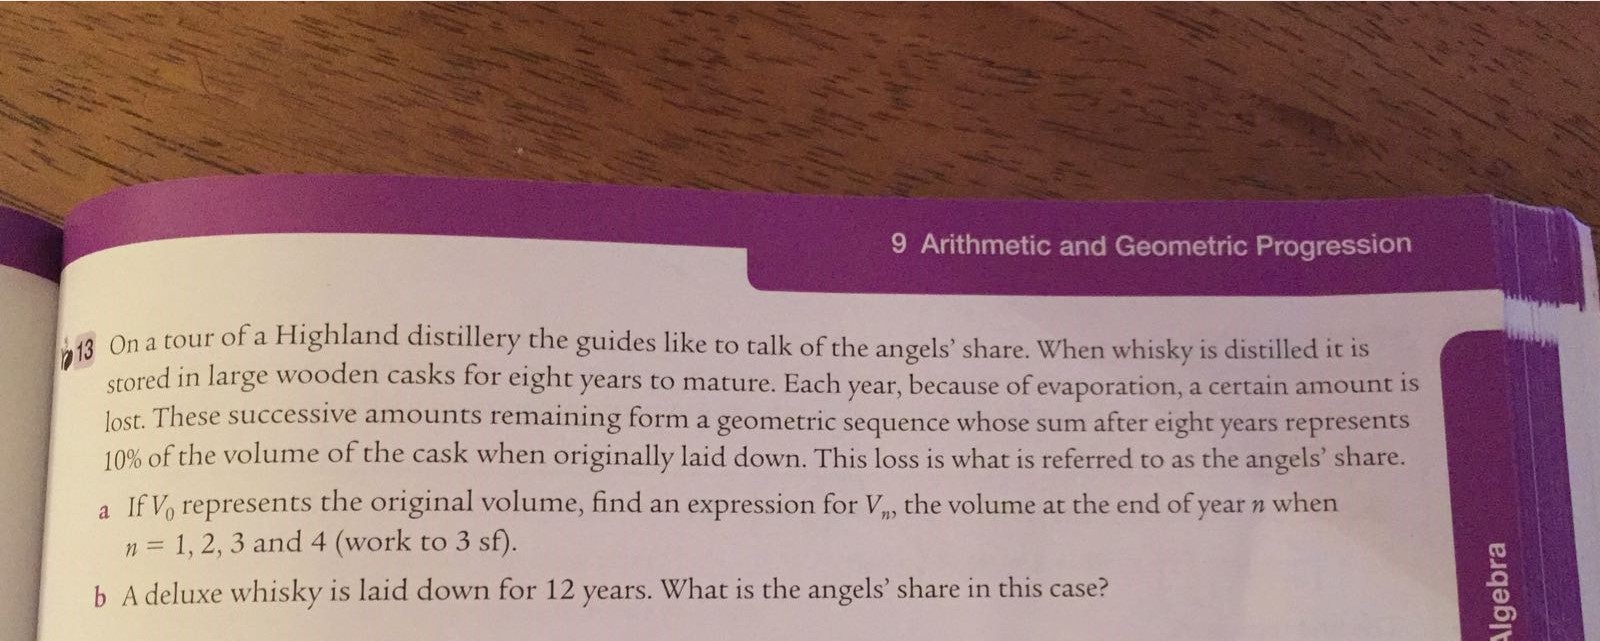 9 Arithmetic and Geometric Progression
13 On a tour of a Highland distillery the guides like to talk of the angels' share. When whisky is distilled it is
stored in large wooden casks for eight years to mature. Each year, because of evaporation, a certain amount is
lost. These successive amounts remaining form a geometric sequence whose sum after eight years represents
10% of the volume of the cask when originally laid down. This loss is what is referred to as the angels' share.
a If V₀ represents the original volume, find an expression for Vₙ, the volume at the end of year n when
n = 1, 2, 3 and 4 (work to 3 sf).
b A deluxe whisky is laid down for 12 years. What is the angels' share in this case?
Algebra